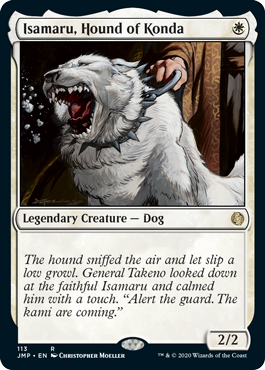 Isamaru, Hound of Konda
Legendary Creature — Dog
The hound sniffed the air and let slip a
low growl. General Takeno looked down
at the faithful Isamaru and calmed
him with a touch. “Alert the guard. The
kami are coming.”
2/2
113 R
JMP • EN Christopher Moeller ™ & © 2020 Wizards of the Coast